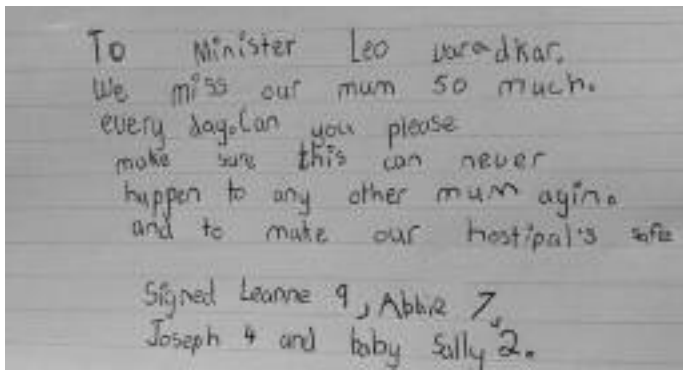 To Minister Leo varadkar.
We miss our mum so much.
every day. Can you please
make sure this can never
happen to any other mum agin.
and to make our hostipal's safe
Signed Leanne 9, Abbie 7,
Joseph 4 and baby Sally 2.